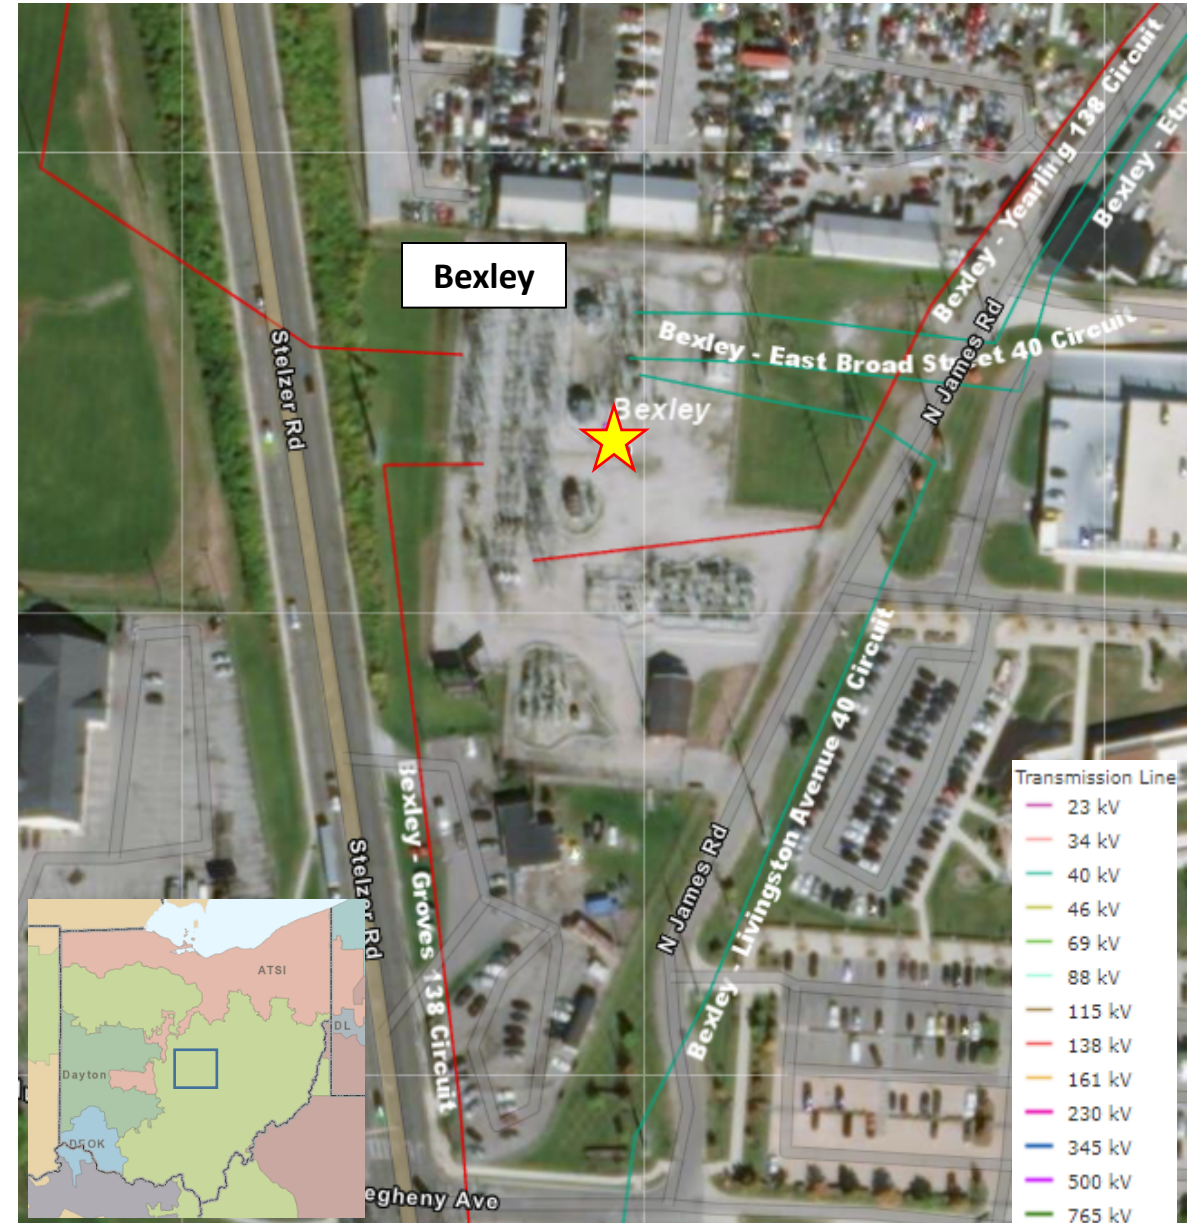 Bexley - Yearling 138 Circuit
Bexley
Bexley - East Broad Street 40 Circuit
Stelzer Rd
N James Rd
Bexley
Bexley - Livingston Avenue 40 Circuit
Bexley - Groves 138 Circuit
Stelzer Rd
N James Rd
Transmission Line
23 kV
34 kV
40 kV
46 kV
69 kV
88 kV
115 kV
138 kV
161 kV
230 kV
345 kV
500 kV
765 kV
ATSI
DL
Dayton
DEOK
egheny Ave